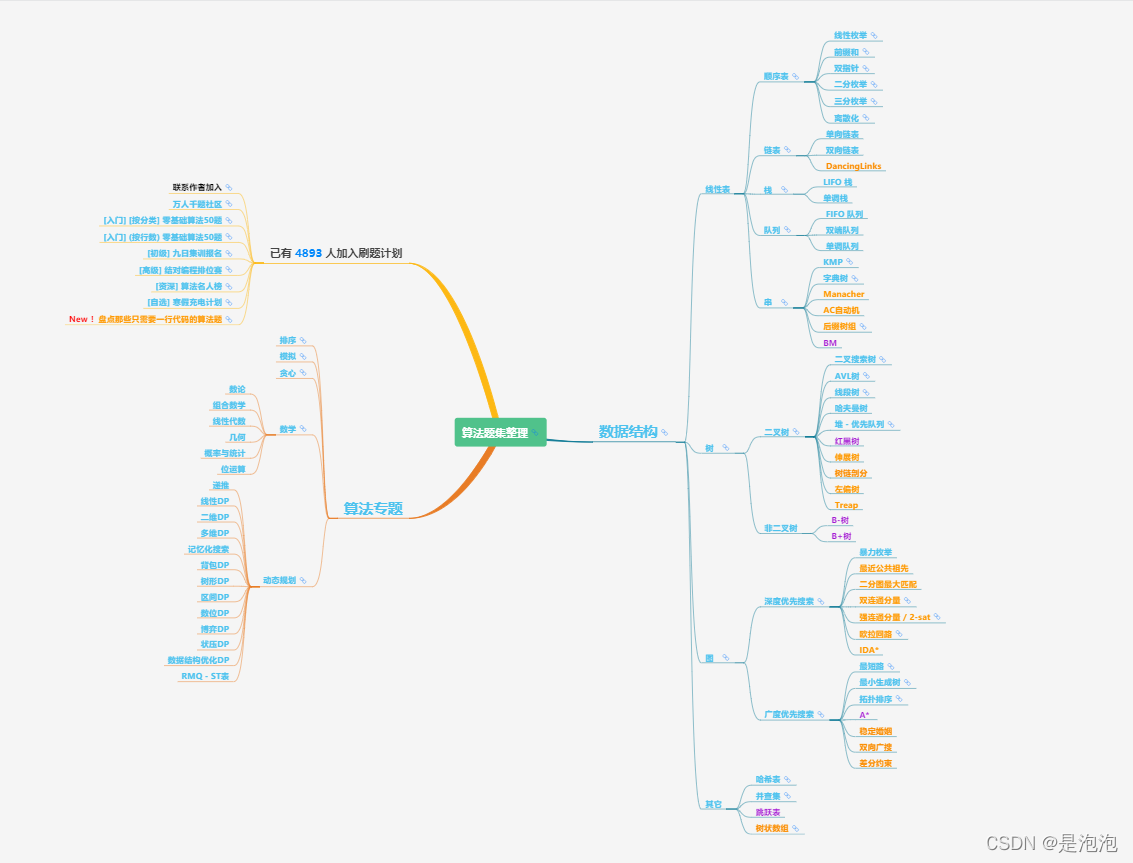 算法题集整理
已有 4893 人加入刷题计划
联系作者加入
万人千题社区
[入门] [按分类] 零基础算法50题
[入门] (按行数) 零基础算法50题
[初级] 九日集训报名
[高级] 结对编程排位赛
[资深] 算法名人榜
[自选] 寒假充电计划
New ! 盘点那些只需要一行代码的算法题
算法专题
排序
模拟
贪心
数学
数论
组合数学
线性代数
几何
概率与统计
位运算
动态规划
递推
线性DP
二维DP
多维DP
记忆化搜索
背包DP
树形DP
区间DP
数位DP
博弈DP
状压DP
数据结构优化DP
RMQ - ST表
数据结构
线性表
顺序表
线性枚举
前缀和
双指针
二分枚举
三分枚举
离散化
链表
单向链表
双向链表
DancingLinks
栈
LIFO 栈
单调栈
队列
FIFO 队列
双端队列
单调队列
串
KMP
字典树
Manacher
AC自动机
后缀树组
BM
树
二叉树
二叉搜索树
AVL树
线段树
哈夫曼树
堆 - 优先队列
红黑树
伸展树
树链剖分
左偏树
Treap
非二叉树
B-树
B+树
图
深度优先搜索
暴力枚举
最近公共祖先
二分图最大匹配
双连通分量
强连通分量 / 2-sat
欧拉回路
IDA*
广度优先搜索
最短路
最小生成树
拓扑排序
A*
稳定婚姻
双向广搜
差分约束
其它
哈希表
并查集
跳跃表
树状数组
CSDN @是泡泡